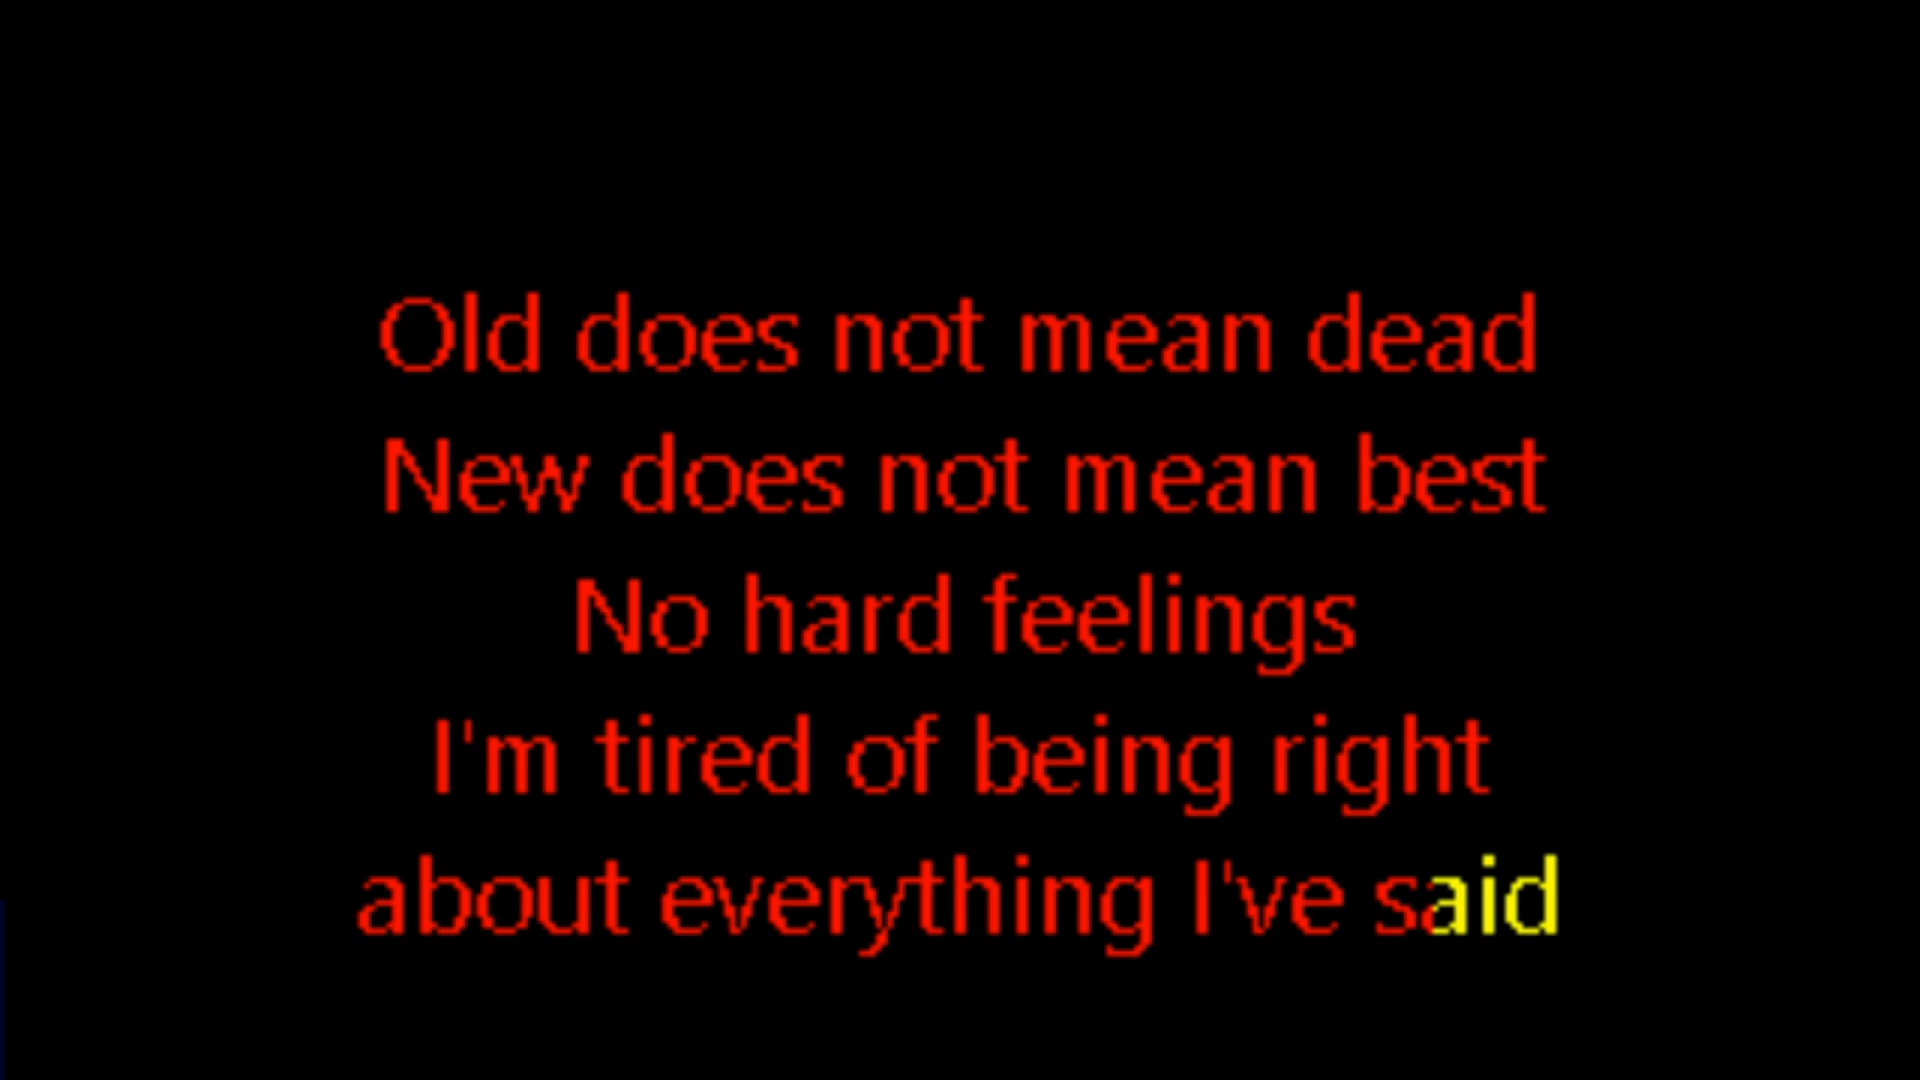 Old does not mean dead
New does not mean best
No hard feelings
I'm tired of being right
about everything I've said